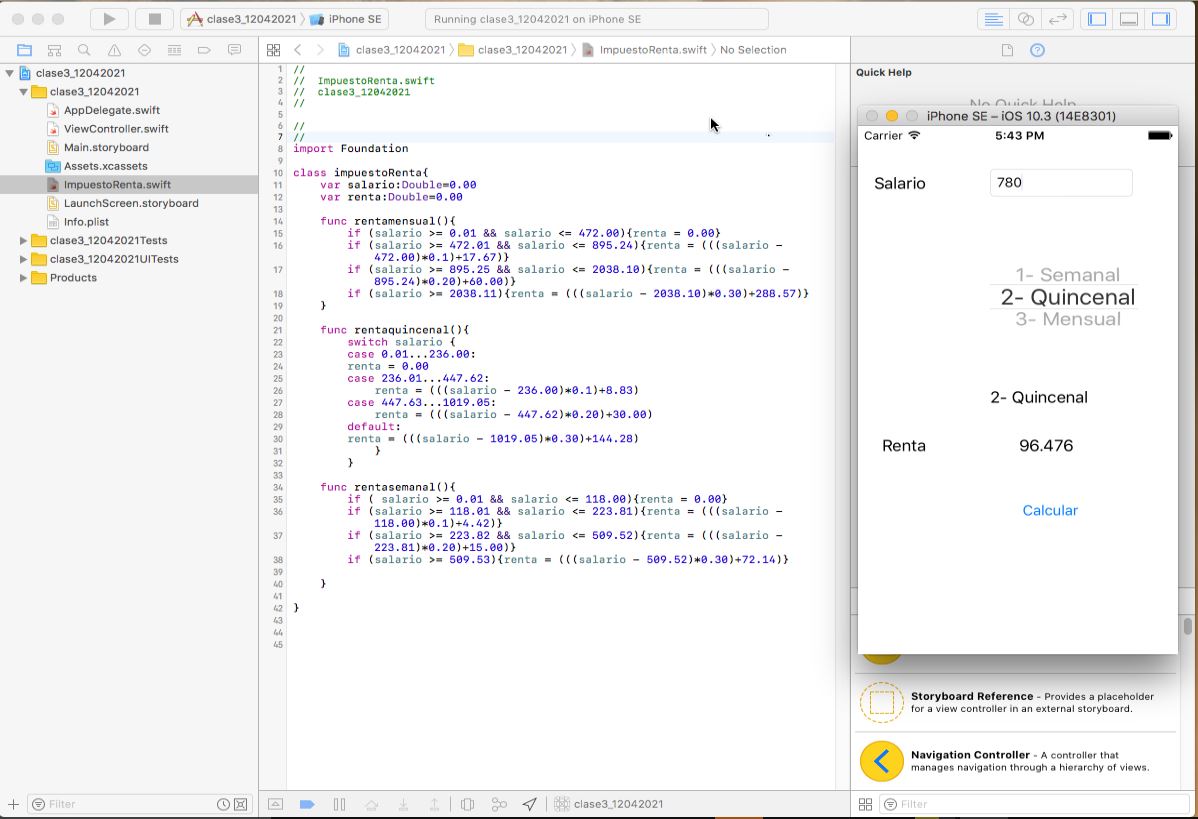 clase3_12042021 〉 iPhone SE
Running clase3_12042021 on iPhone SE
clase3_12042021 〉 clase3_12042021 〉 ImpuestoRenta.swift 〉 No Selection
clase3_12042021
clase3_12042021
AppDelegate.swift
ViewController.swift
Main.storyboard
Assets.xcassets
ImpuestoRenta.swift
LaunchScreen.storyboard
Info.plist
clase3_12042021Tests
clase3_12042021UITests
Products
Filter
1 //
2 //  ImpuestoRenta.swift
3 //  clase3_12042021
4 //
5
6 //
7 //
8 import Foundation
9
10 class impuestoRenta{
11     var salario:Double=0.00
12     var renta:Double=0.00
13
14     func rentamensual(){
15         if (salario >= 0.01 && salario <= 472.00){renta = 0.00}
16         if (salario >= 472.01 && salario <= 895.24){renta = (((salario -
472.00)*0.1)+17.67)}
17         if (salario >= 895.25 && salario <= 2038.10){renta = (((salario -
895.24)*0.20)+60.00)}
18         if (salario >= 2038.11){renta = (((salario - 2038.10)*0.30)+288.57)}
19     }
20
21     func rentaquincenal(){
22         switch salario {
23         case 0.01...236.00:
24         renta = 0.00
25         case 236.01...447.62:
26             renta = (((salario - 236.00)*0.1)+8.83)
27         case 447.63...1019.05:
28             renta = (((salario - 447.62)*0.20)+30.00)
29         default:
30         renta = (((salario - 1019.05)*0.30)+144.28)
31             }
32         }
33
34     func rentasemanal(){
35         if ( salario >= 0.01 && salario <= 118.00){renta = 0.00}
36         if (salario >= 118.01 && salario <= 223.81){renta = (((salario -
118.00)*0.1)+4.42)}
37         if (salario >= 223.82 && salario <= 509.52){renta = (((salario -
223.81)*0.20)+15.00)}
38         if (salario >= 509.53){renta = (((salario - 509.52)*0.30)+72.14)}
39
40     }
41
42 }
43
44
45
clase3_12042021
Quick Help
No Quick Help
iPhone SE – iOS 10.3 (14E8301)
Carrier 5:43 PM
Salario 780
1- Semanal
2- Quincenal
3- Mensual
2- Quincenal
Renta 96.476
Calcular
Storyboard Reference - Provides a placeholder
for a view controller in an external storyboard.
Navigation Controller - A controller that
manages navigation through a hierarchy of views.
Filter